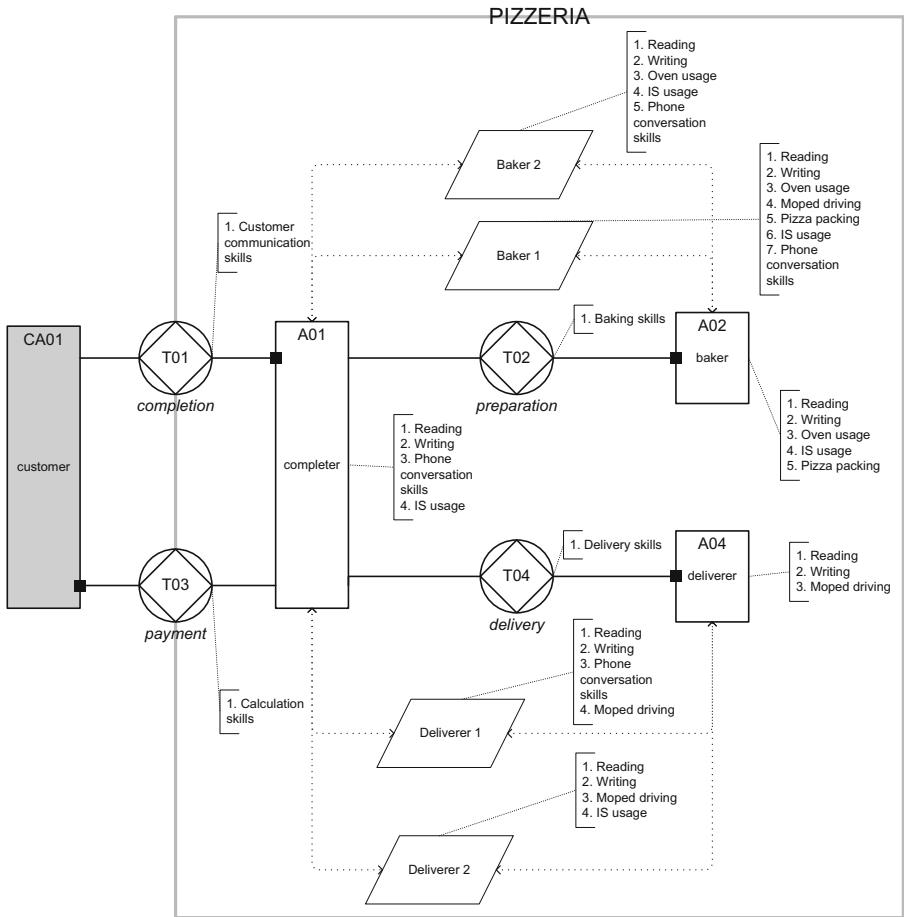 PIZZERIA
1. Reading
2. Writing
3. Oven usage
4. IS usage
5. Phone
conversation
skills
Baker 2
1. Reading
2. Writing
3. Oven usage
4. Moped driving
5. Pizza packing
6. IS usage
7. Phone
conversation
skills
Baker 1
1. Customer
communication
skills
CA01
customer
T01
completion
A01
completer
1. Baking skills
T02
preparation
A02
baker
1. Reading
2. Writing
3. Oven usage
4. IS usage
5. Pizza packing
1. Reading
2. Writing
3. Phone
conversation
skills
4. IS usage
T03
payment
1. Delivery skills
T04
delivery
A04
deliverer
1. Reading
2. Writing
3. Moped driving
1. Calculation
skills
1. Reading
2. Writing
3. Phone
conversation
skills
4. Moped driving
Deliverer 1
1. Reading
2. Writing
3. Moped driving
4. IS usage
Deliverer 2